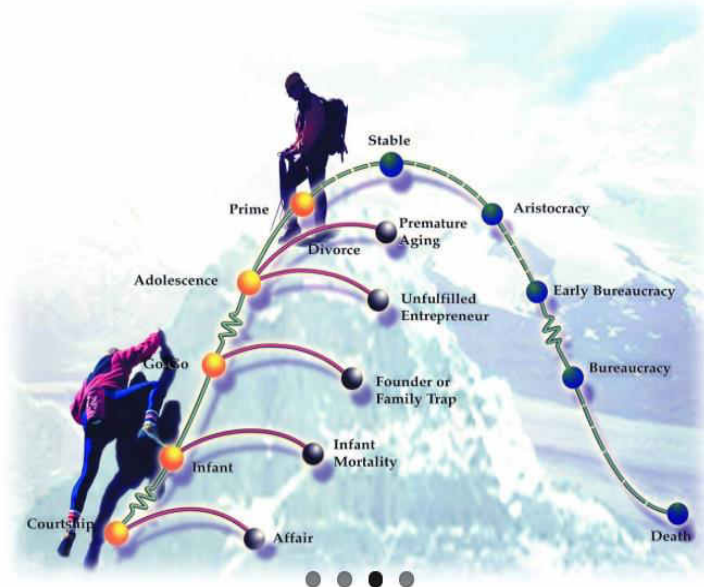 Stable
Prime
Aristocracy
Premature
Aging
Divorce
Adolescence
Early Bureaucracy
Unfulfilled
Entrepreneur
Go-Go
Bureaucracy
Founder or
Family Trap
Infant
Mortality
Infant
Courtship
Affair
Death